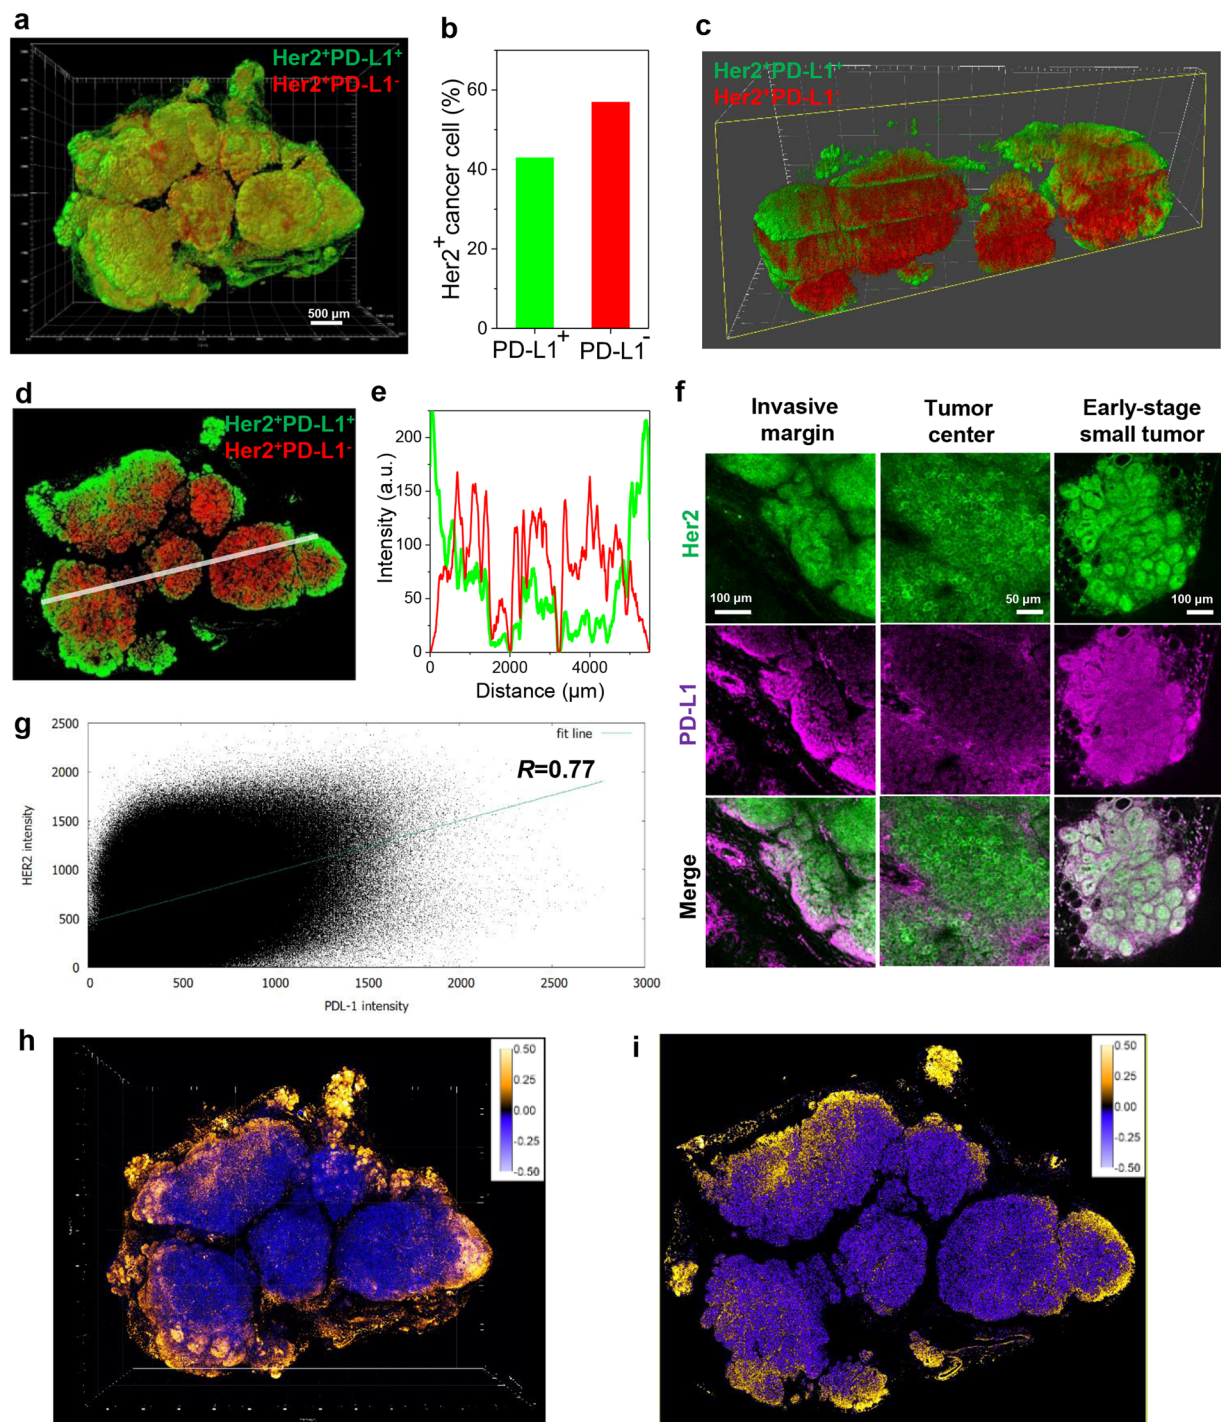 a
Her2⁺PD-L1⁺
Her2⁺PD-L1⁻
500 µm
b
Her2⁺ cancer cell (%)
60
40
20
0
PD-L1⁺ PD-L1⁻
c
Her2⁺PD-L1⁺
Her2⁺PD-L1⁻
d
Her2⁺PD-L1⁺
Her2⁺PD-L1⁻
e
Intensity (a.u.)
200
150
100
50
0
0 2000 4000
Distance (µm)
f
Invasive margin
Tumor center
Early-stage small tumor
Her2
100 µm
50 µm
100 µm
PD-L1
Merge
g
HER2 intensity
2500
2000
1500
1000
500
0
fit line
R=0.77
0 500 1000 1500 2000 2500 3000
PDL-1 intensity
h
0.50
0.25
0.00
-0.25
-0.50
i
0.50
0.25
0.00
-0.25
-0.50